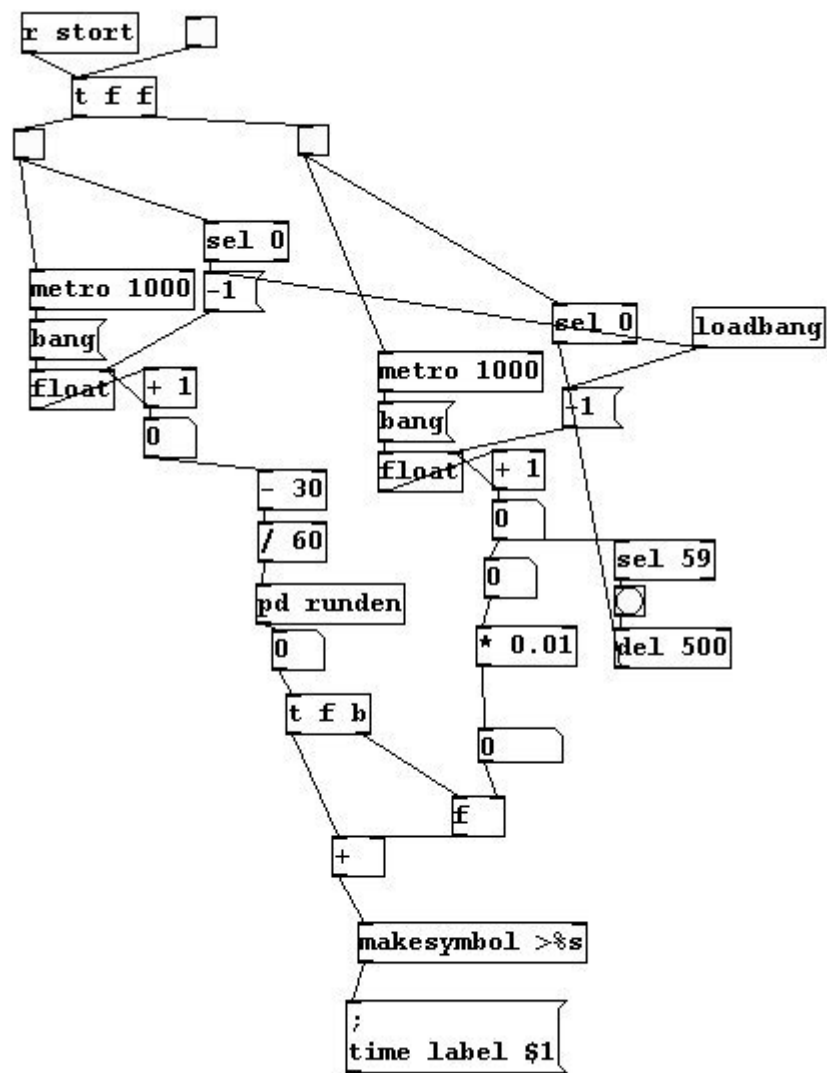 r stort
t f f
sel 0
metro 1000
-1
sel 0
loadbang
bang
metro 1000
float
+ 1
-1
bang
0
float
+ 1
- 30
0
/ 60
sel 59
0
pd runden
* 0.01
0
del 500
t f b
0
f
+
makesymbol >%s
;
time label $1